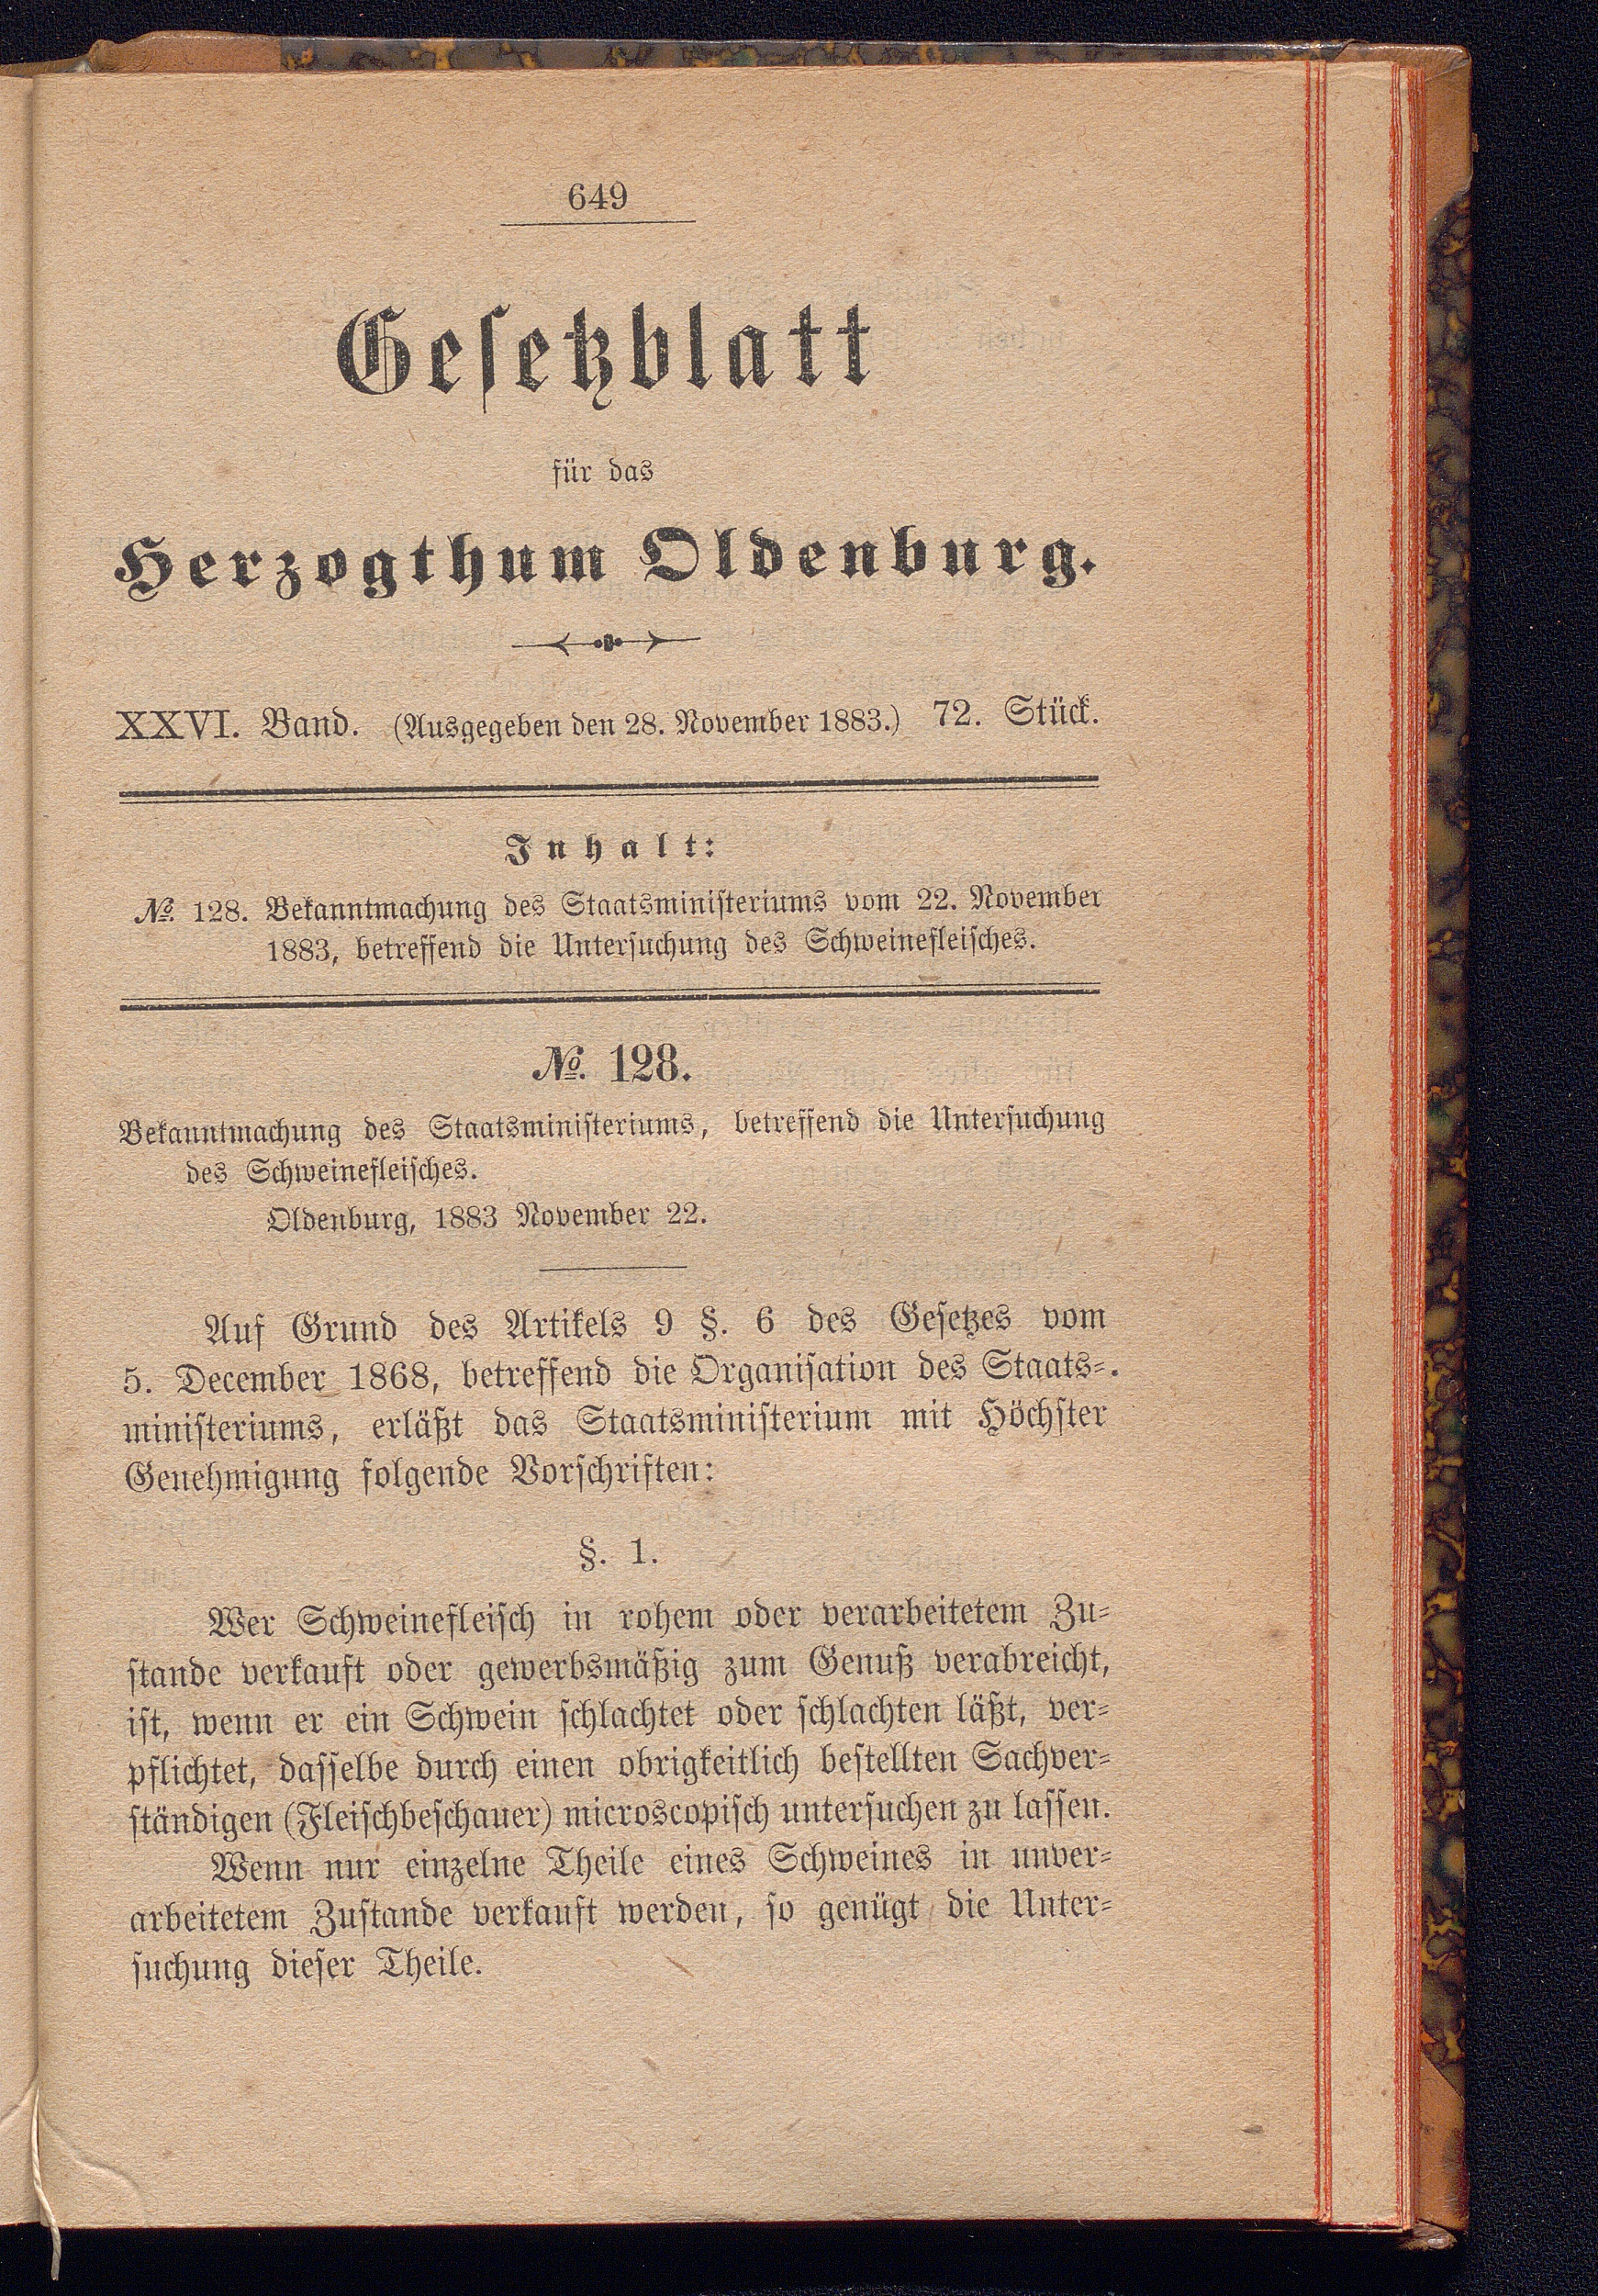 649
Gesetzblatt
für das
Herzogthum Oldenburg.
XXVI. Band. (Ausgegeben den 28. November 1883.) 72. Stück.
Inhalt:
№. 128. Bekanntmachung des Staatsministeriums vom 22. November
1883, betreffend die Untersuchung des Schweinefleisches.
№. 128.
Bekanntmachung des Staatsministeriums, betreffend die Untersuchung
des Schweinefleisches.
Oldenburg, 1883 November 22.
Auf Grund des Artikels 9 §. 6 des Gesetzes vom
5. December 1868, betreffend die Organisation des Staats-.
ministeriums, erläßt das Staatsministerium mit Höchster
Genehmigung folgende Vorschriften:
§. 1.
Wer Schweinefleisch in rohem oder verarbeitetem Zu-
stande verkauft oder gewerbsmäßig zum Genuß verabreicht,
ist, wenn er ein Schwein schlachtet oder schlachten läßt, ver-
pflichtet, dasselbe durch einen obrigkeitlich bestellten Sachver-
ständigen (Fleischbeschauer) microscopisch untersuchen zu lassen.
Wenn nur einzelne Theile eines Schweines in unver-
arbeitetem Zustande verkauft werden, so genügt die Unter-
suchung dieser Theile.